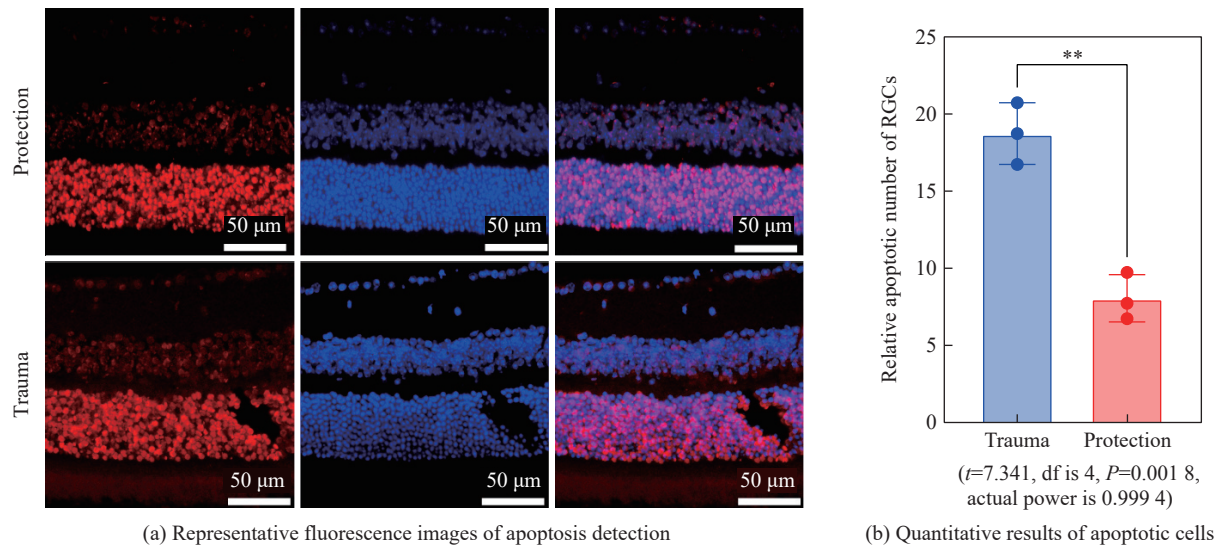 Protection
50 μm
50 μm
50 μm
Trauma
50 μm
50 μm
50 μm
(a) Representative fluorescence images of apoptosis detection
Relative apoptotic number of RGCs
25
20
15
10
5
0
**
Trauma
Protection
(t=7.341, df is 4, P=0.001 8,
actual power is 0.999 4)
(b) Quantitative results of apoptotic cells